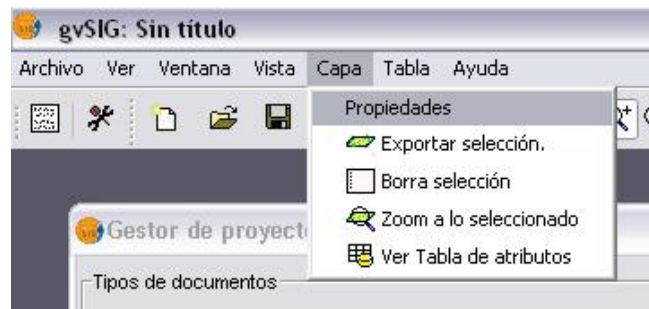 gvSIG: Sin título
Archivo Ver Ventana Vista Capa Tabla Ayuda
Propiedades
Exportar selección.
Borra selección
Zoom a lo seleccionado
Ver Tabla de atributos
Gestor de proyect
Tipos de documentos